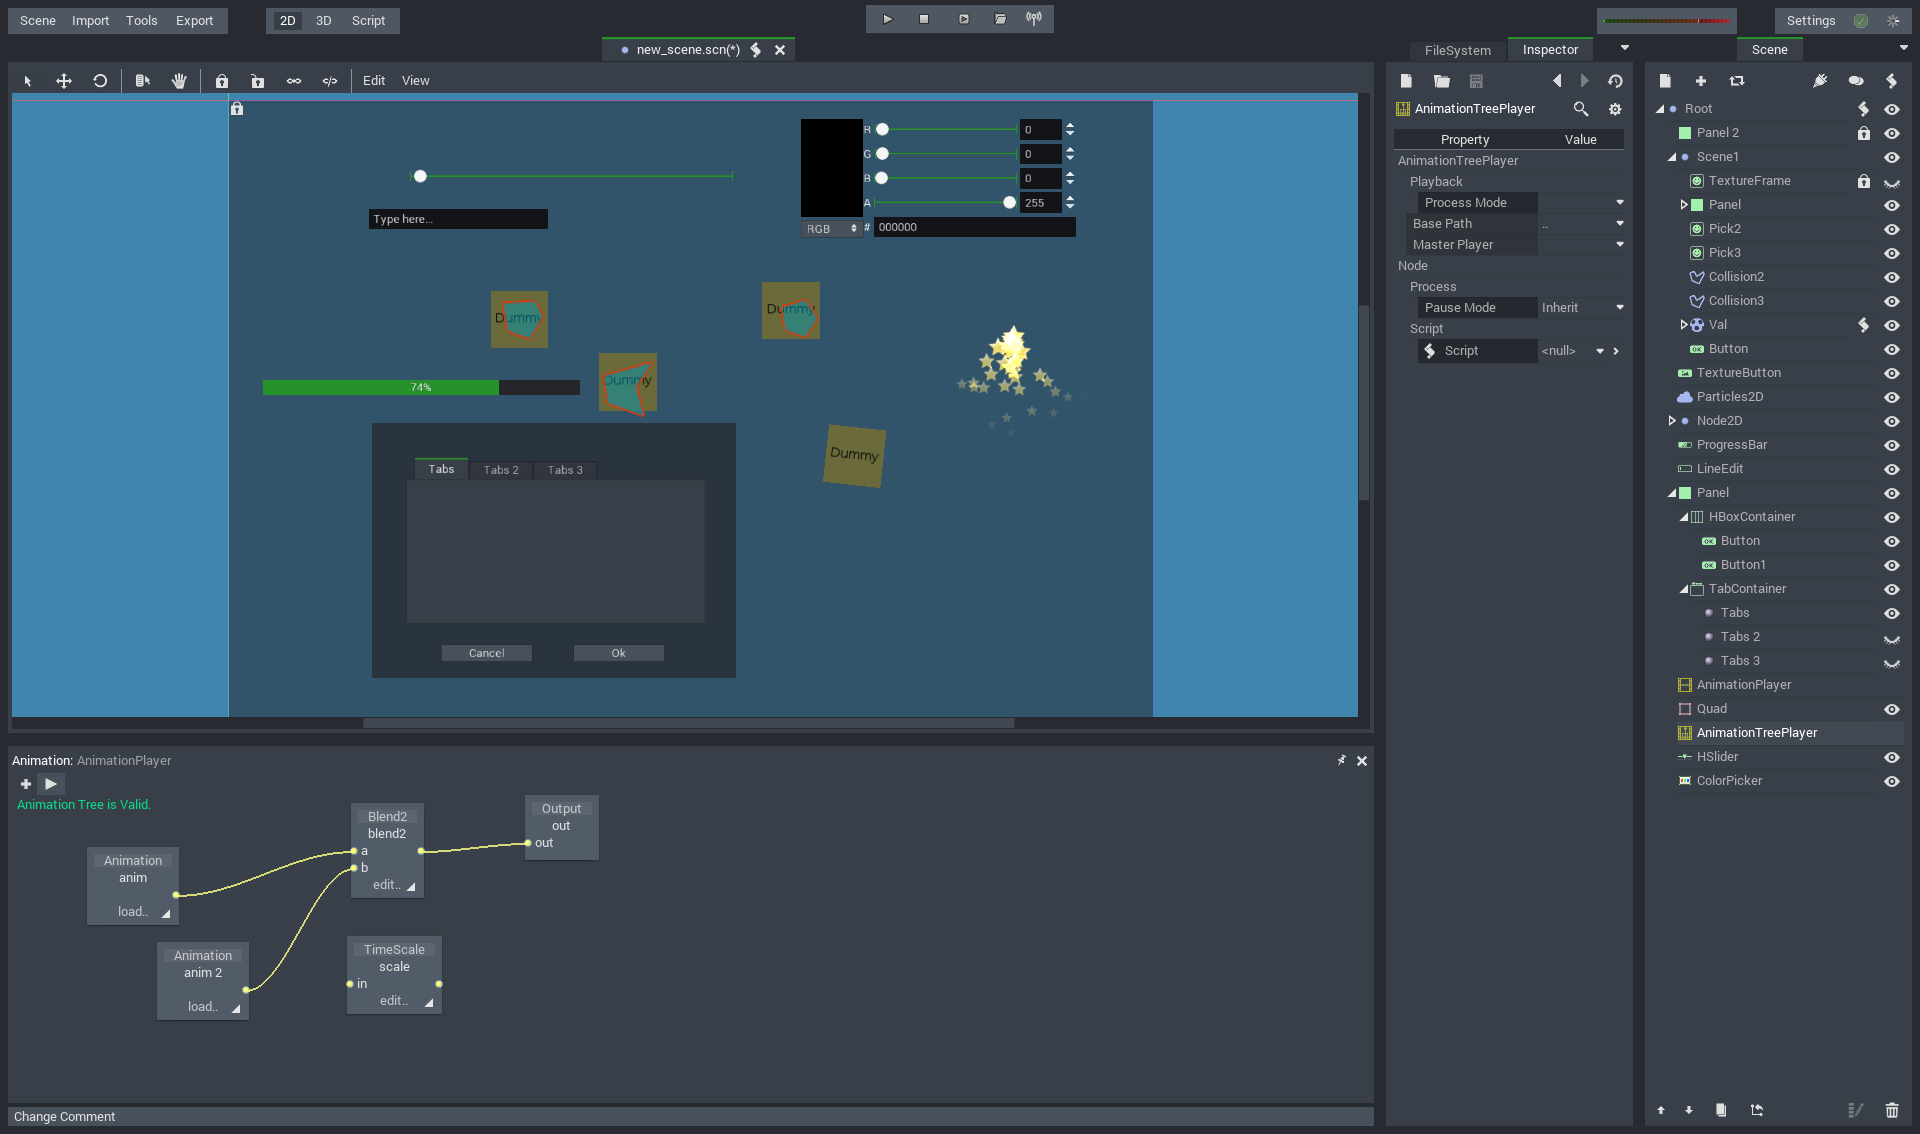 Scene Import Tools Export
2D 3D Script
Settings
new_scene.scn(*)
FileSystem Inspector
Scene
Edit View
R 0
G 0
B 0
A 255
RGB # 000000
Type here...
Dummy
Dummy
Dummy
74%
Dummy
Tabs Tabs 2 Tabs 3
Cancel Ok
Animation: AnimationPlayer
Animation Tree is Valid.
Animation
anim
load..
Animation
anim 2
load..
Blend2
blend2
a
b
edit..
TimeScale
scale
in
edit..
Output
out
out
Change Comment
AnimationTreePlayer
Property Value
AnimationTreePlayer
Playback
Process Mode
Base Path ..
Master Player
Node
Process
Pause Mode Inherit
Script
Script <null>
Root
Panel 2
Scene1
TextureFrame
Panel
Pick2
Pick3
Collision2
Collision3
Val
OK Button
TextureButton
Particles2D
Node2D
ProgressBar
LineEdit
Panel
HBoxContainer
OK Button
OK Button1
TabContainer
Tabs
Tabs 2
Tabs 3
AnimationPlayer
Quad
AnimationTreePlayer
HSlider
ColorPicker